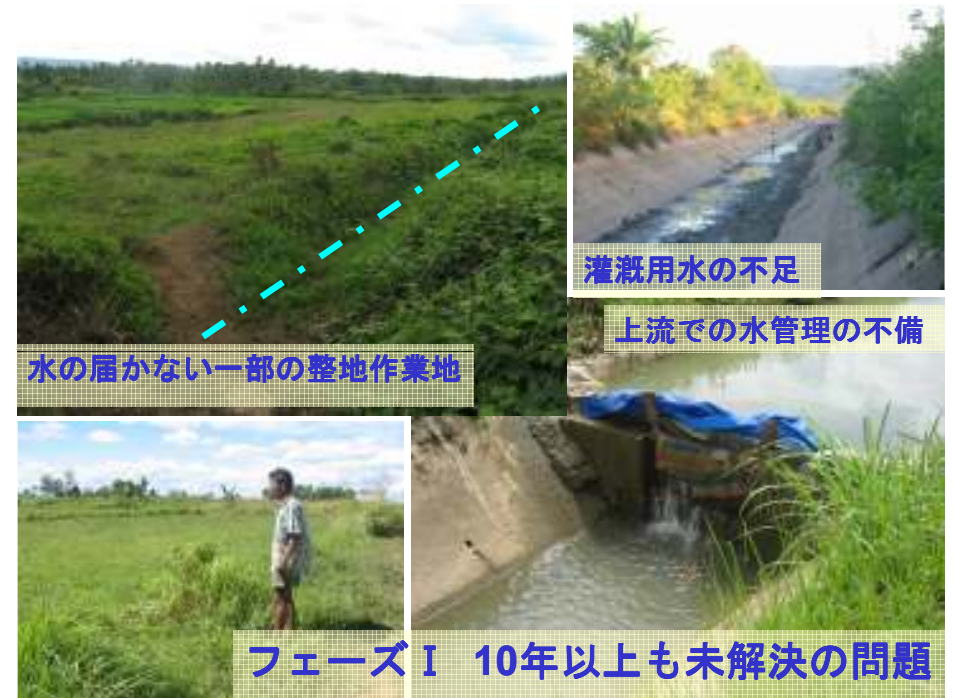 灌漑用水の不足
上流での水管理の不備
水の届かない一部の整地作業地
フェーズⅠ 10年以上も未解決の問題